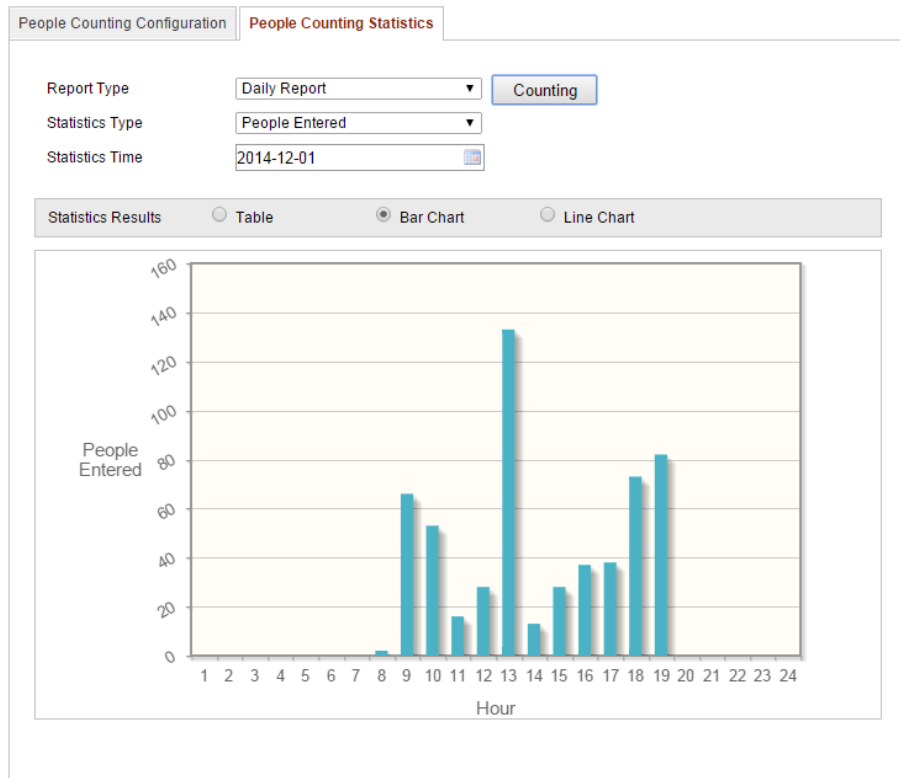 People Counting Configuration People Counting Statistics
Report Type Daily Report Counting
Statistics Type People Entered
Statistics Time 2014-12-01
Statistics Results Table Bar Chart Line Chart
160
140
120
100
80
60
40
20
0
People
Entered
1 2 3 4 5 6 7 8 9 10 11 12 13 14 15 16 17 18 19 20 21 22 23 24
Hour